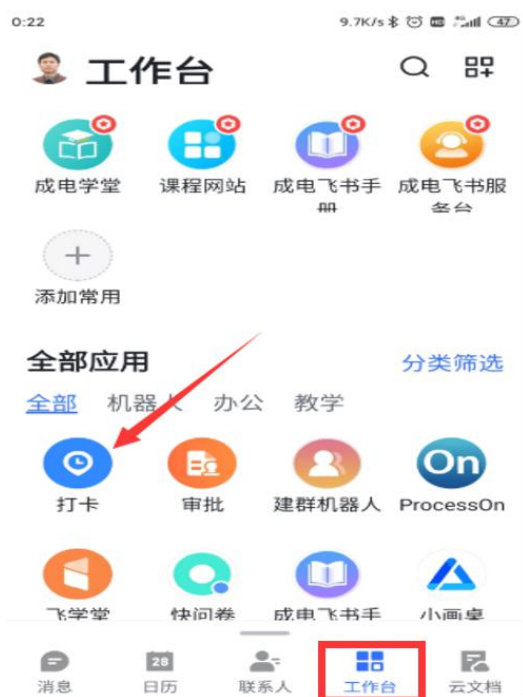 0:22 9.7K/s HD 5G 47
工作台
成电学堂 课程网站 成电飞书手册 成电飞书服务台
添加常用
全部应用 分类筛选
全部 机器人 办公 教学
On
打卡 审批 建群机器人 ProcessOn
飞学堂 快问卷 成电飞书手 小画桌
28
消息 日历 联系人 工作台 云文档